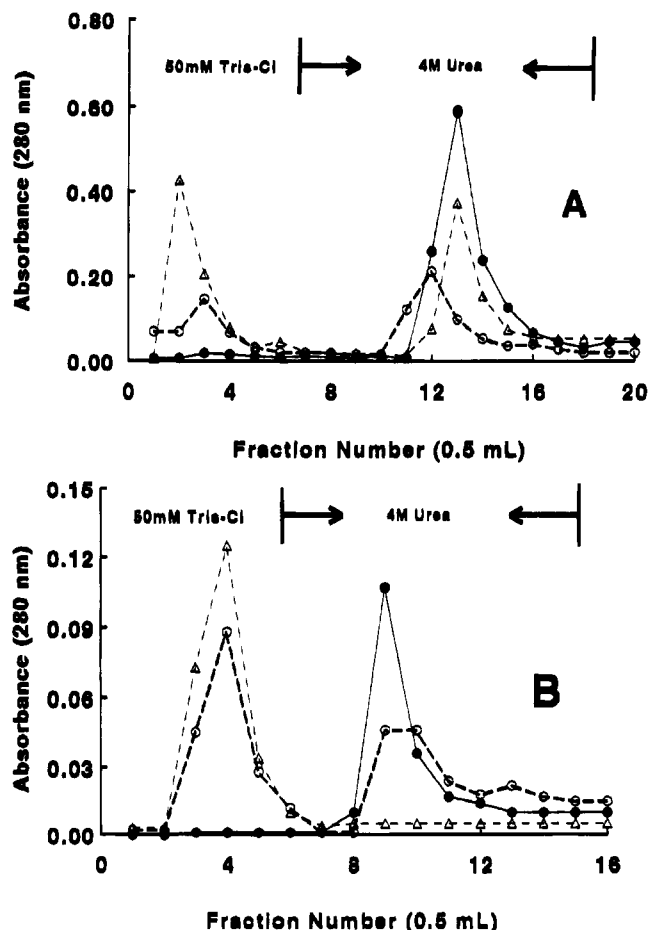 0.80
50mM Tris-Cl 4M Urea
0.60
A
0.40
0.20
0.00
0 4 8 12 16 20
Absorbance (280 nm)
Fraction Number (0.5 mL)
0.15
50mM Tris-Cl 4M Urea
0.12
0.09
B
0.06
0.03
0.00
0 4 8 12 16
Absorbance (280 nm)
Fraction Number (0.5 mL)